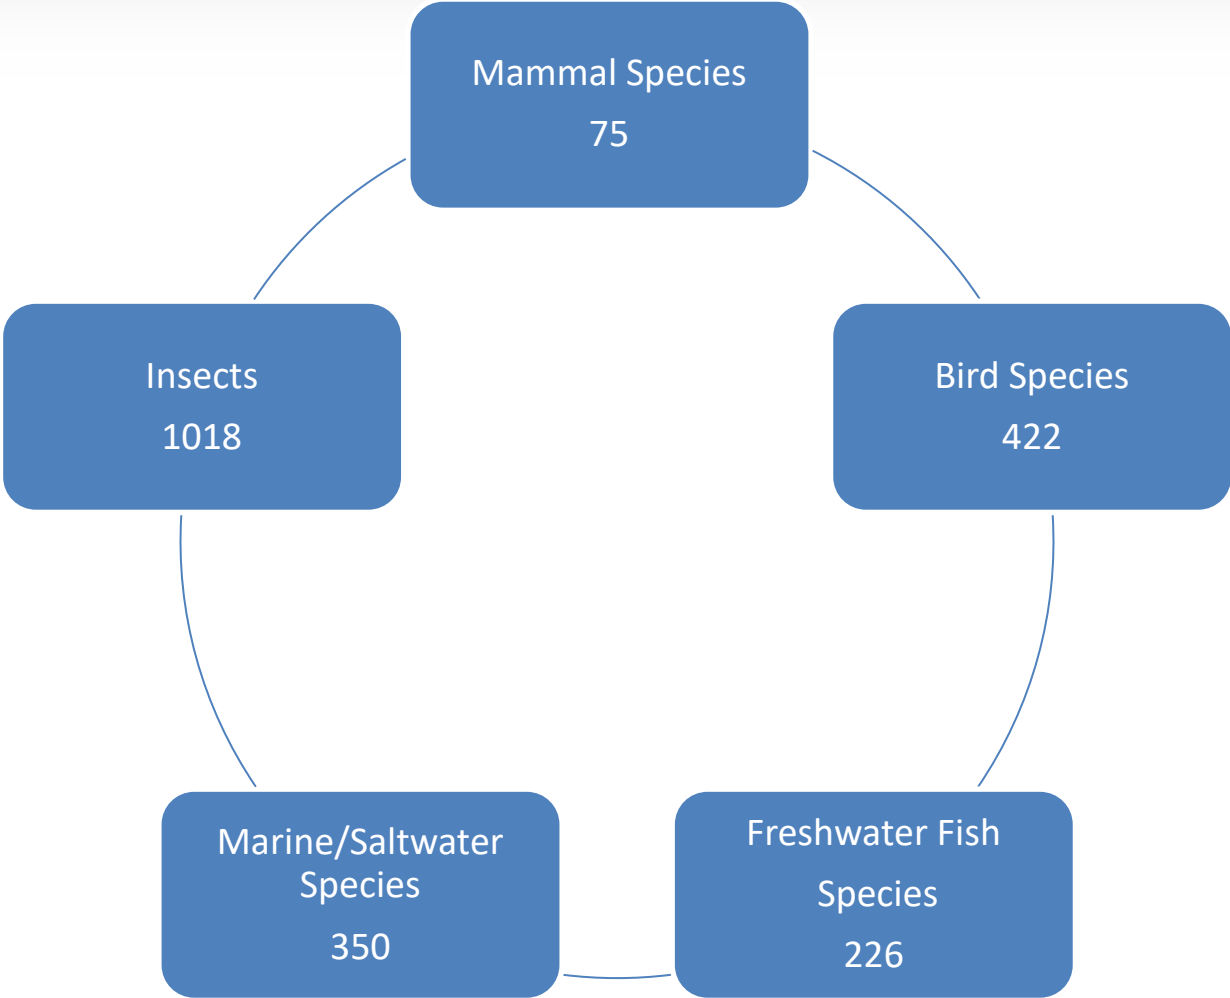 Mammal Species
75
Bird Species
422
Freshwater Fish
Species
226
Marine/Saltwater
Species
350
Insects
1018